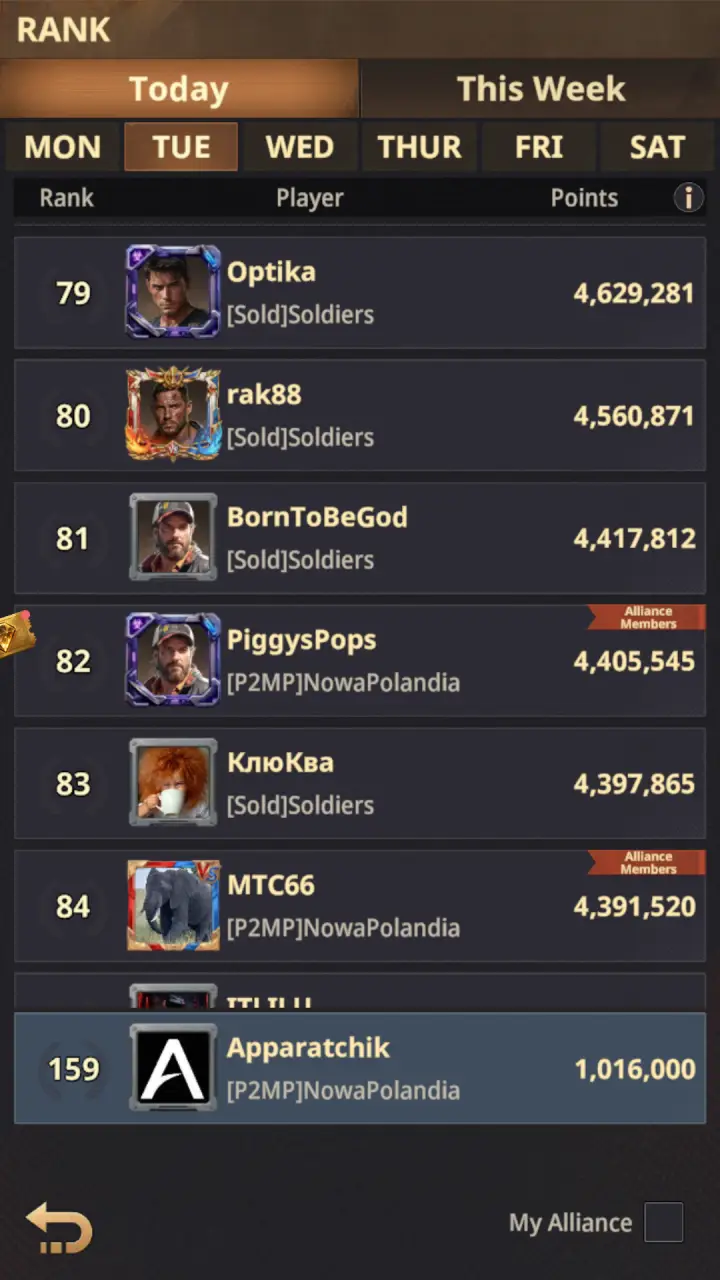 RANK
Today
This Week
MON
TUE
WED
THUR
FRI
SAT
Rank
Player
Points
79
Optika
[Sold]Soldiers
4,629,281
80
rak88
[Sold]Soldiers
4,560,871
81
BornToBeGod
[Sold]Soldiers
4,417,812
Alliance
Members
82
PiggysPops
[P2MP]NowaPolandia
4,405,545
83
КлюКва
[Sold]Soldiers
4,397,865
Alliance
Members
84
MTC66
[P2MP]NowaPolandia
4,391,520
159
Apparatchik
[P2MP]NowaPolandia
1,016,000
My Alliance